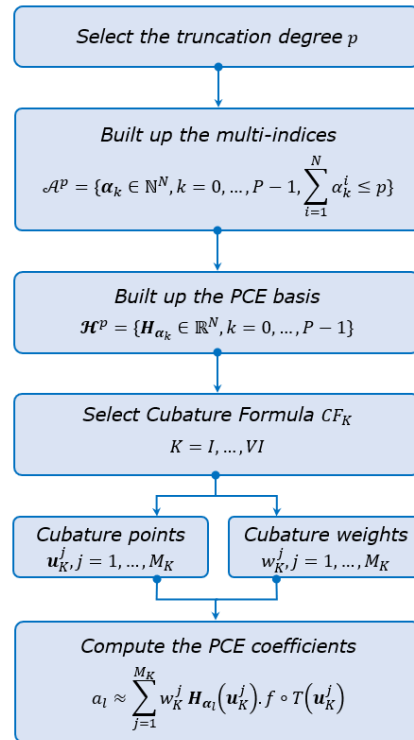 Select the truncation degree p
Built up the multi-indices
𝒜^p = {𝜶_k ∈ ℕ^N, k = 0, …, P − 1, ∑_{i=1}^{N} α_k^i ≤ p}
Built up the PCE basis
𝓗^p = {𝑯_{𝜶_k} ∈ ℝ^N, k = 0, …, P − 1}
Select Cubature Formula CF_K
K = I, …, VI
Cubature points
𝒖_K^j, j = 1, …, M_K
Cubature weights
w_K^j, j = 1, …, M_K
Compute the PCE coefficients
a_l ≈ ∑_{j=1}^{M_K} w_K^j 𝑯_{𝜶_l}(𝒖_K^j). f ∘ T(𝒖_K^j)